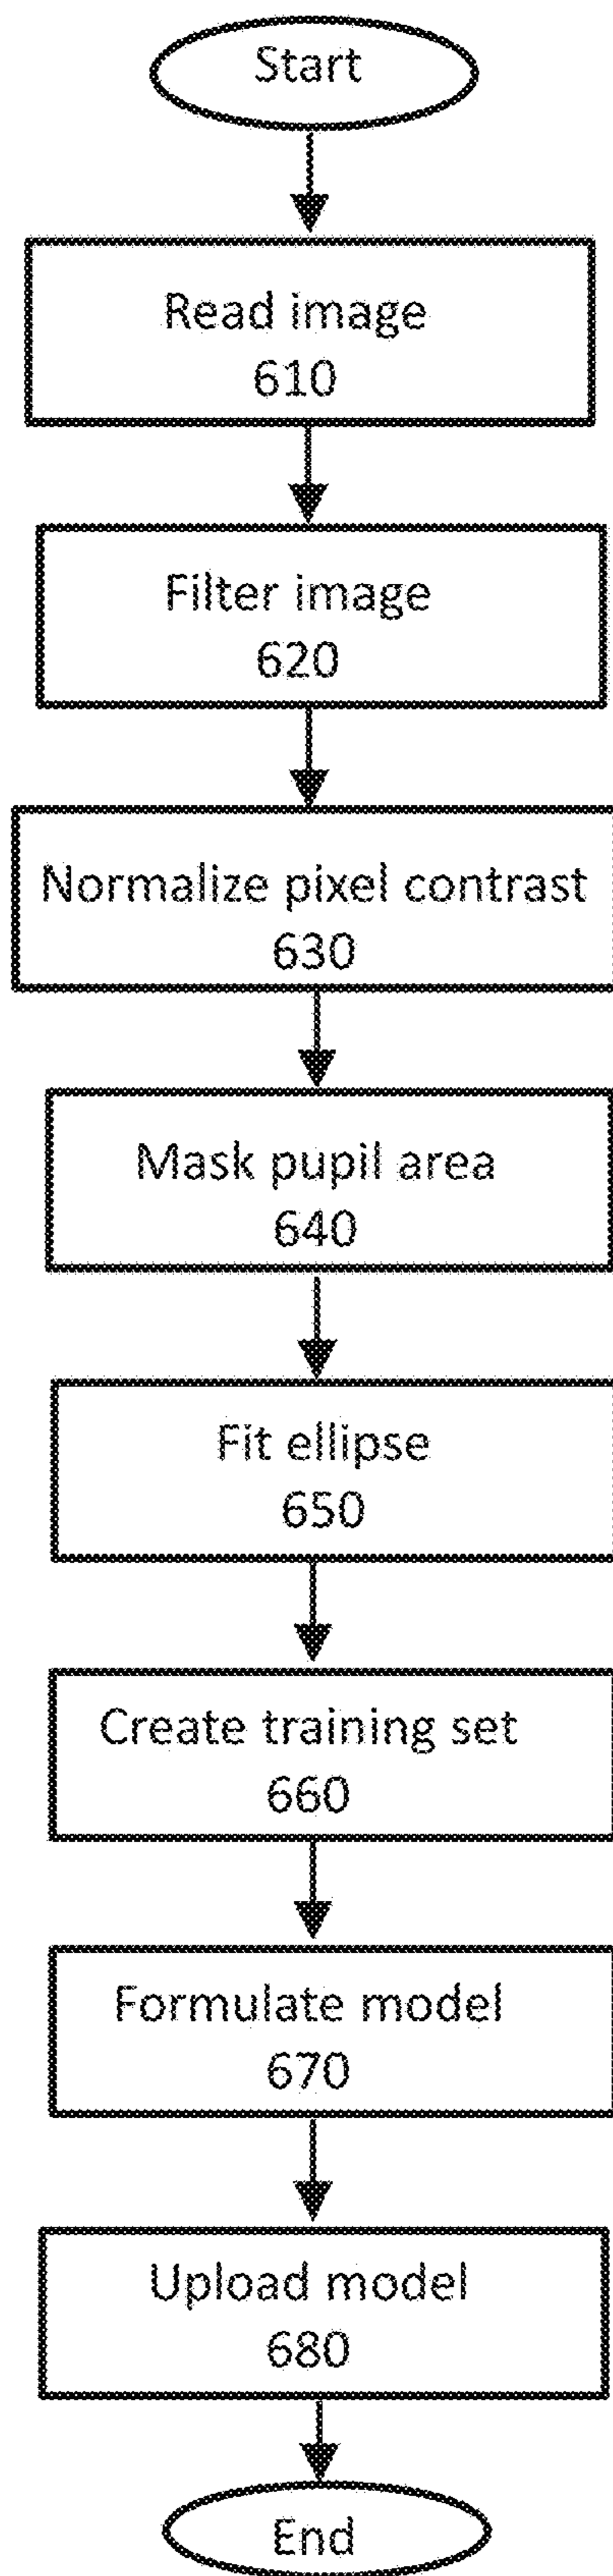 Start
Read image
610
Filter image
620
Normalize pixel contrast
630
Mask pupil area
640
Fit ellipse
650
Create training set
660
Formulate model
670
Upload model
680
End